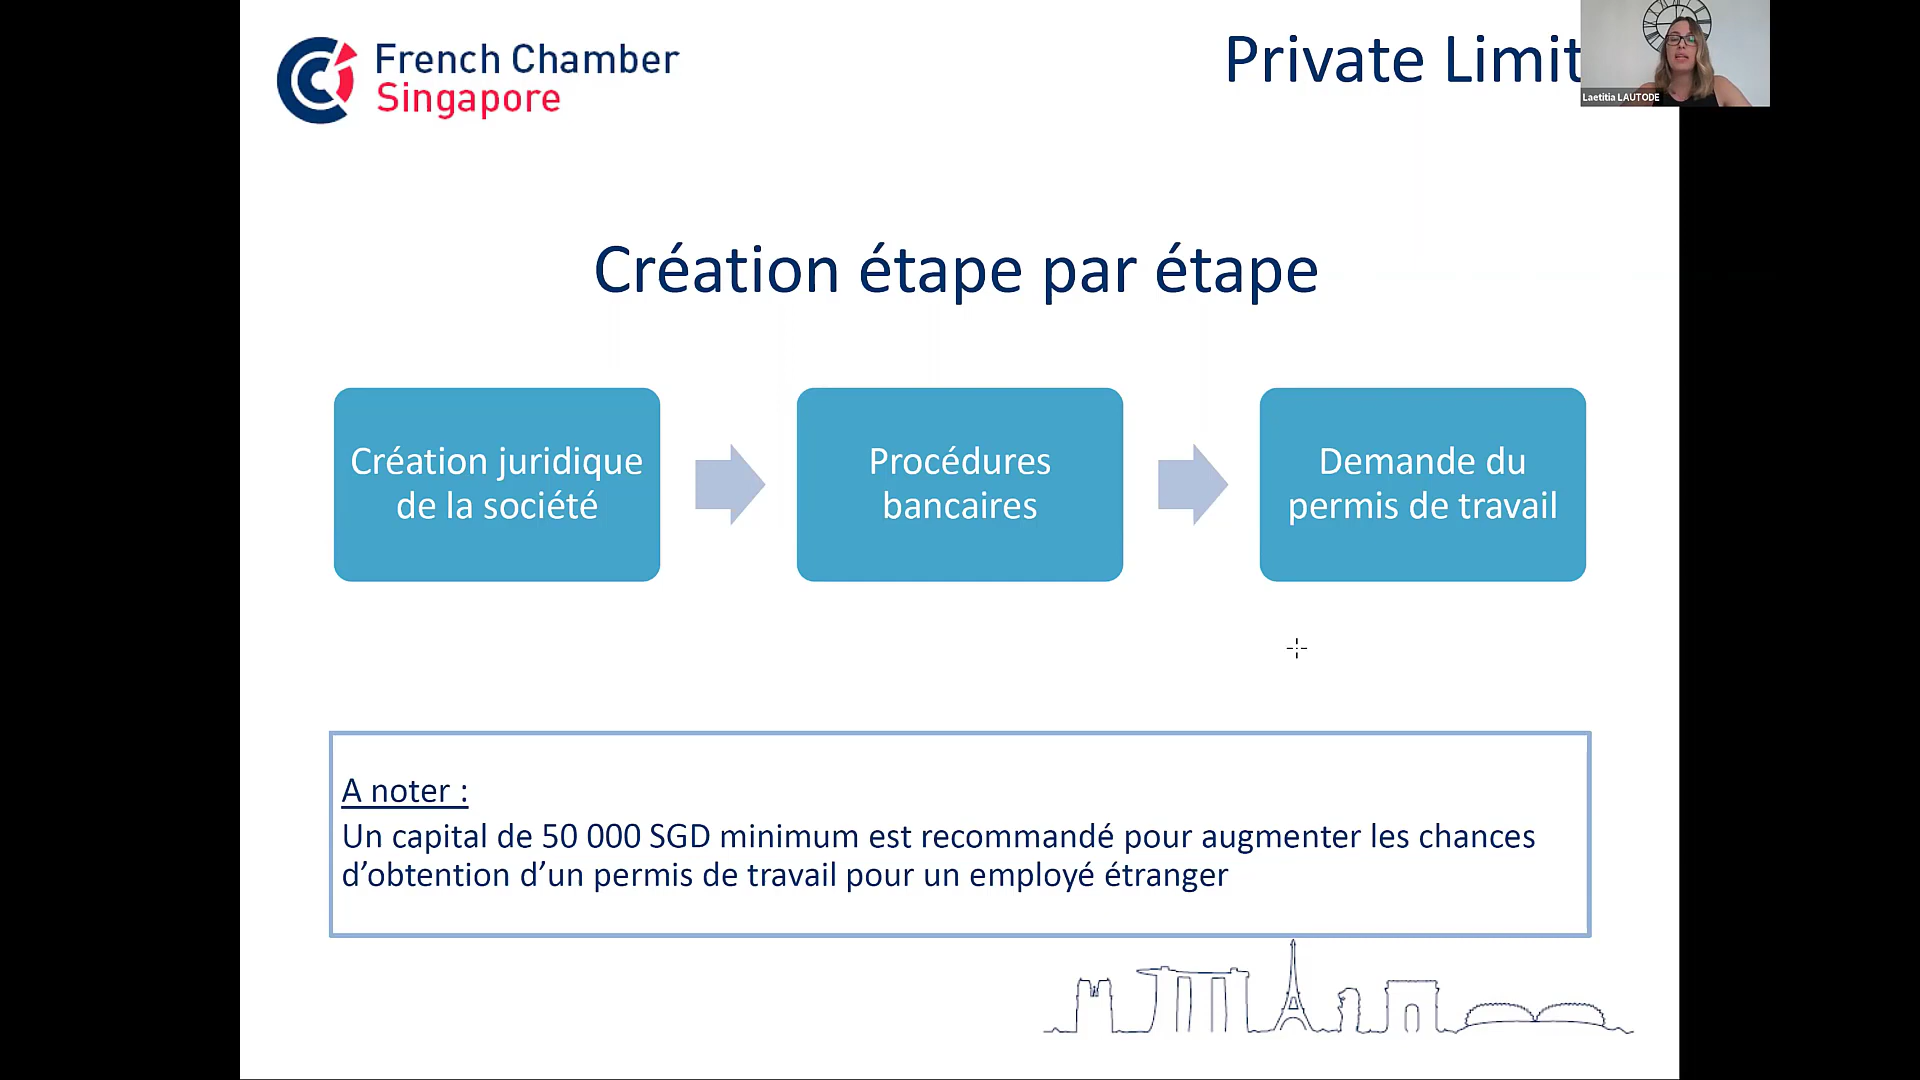 French Chamber
Singapore
Private Limit
Laetitia LAUTODE
Création étape par étape
Création juridique
de la société
Procédures
bancaires
Demande du
permis de travail
A noter :
Un capital de 50 000 SGD minimum est recommandé pour augmenter les chances
d’obtention d’un permis de travail pour un employé étranger